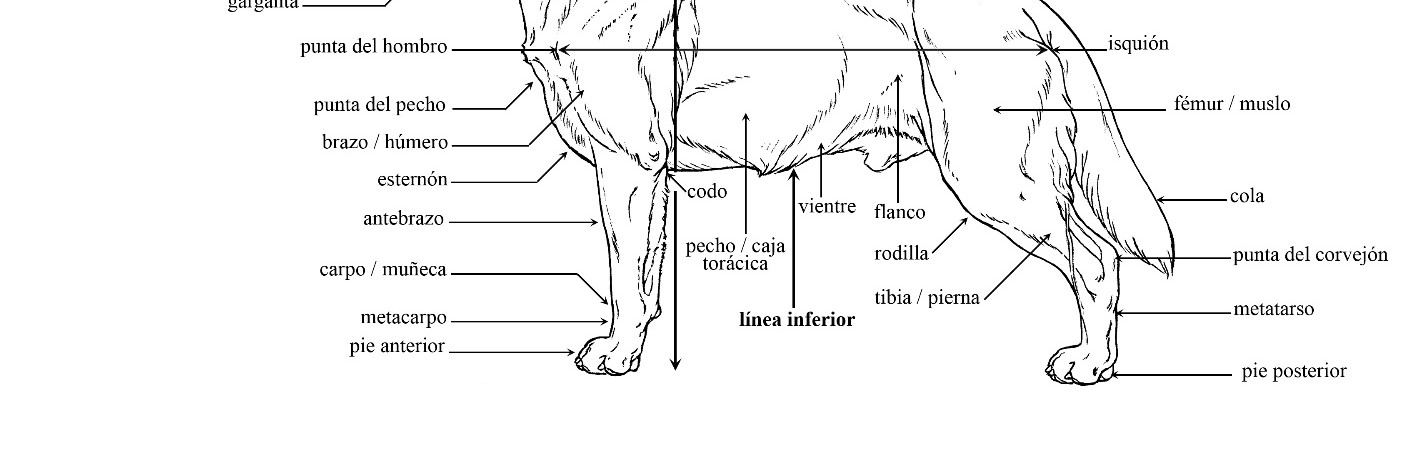 garganta
punta del hombro
isquión
punta del pecho
fémur / muslo
brazo / húmero
esternón
codo
vientre
flanco
cola
antebrazo
pecho / caja
torácica
rodilla
punta del corvejón
carpo / muñeca
tibia / pierna
metacarpo
línea inferior
metatarso
pie anterior
pie posterior